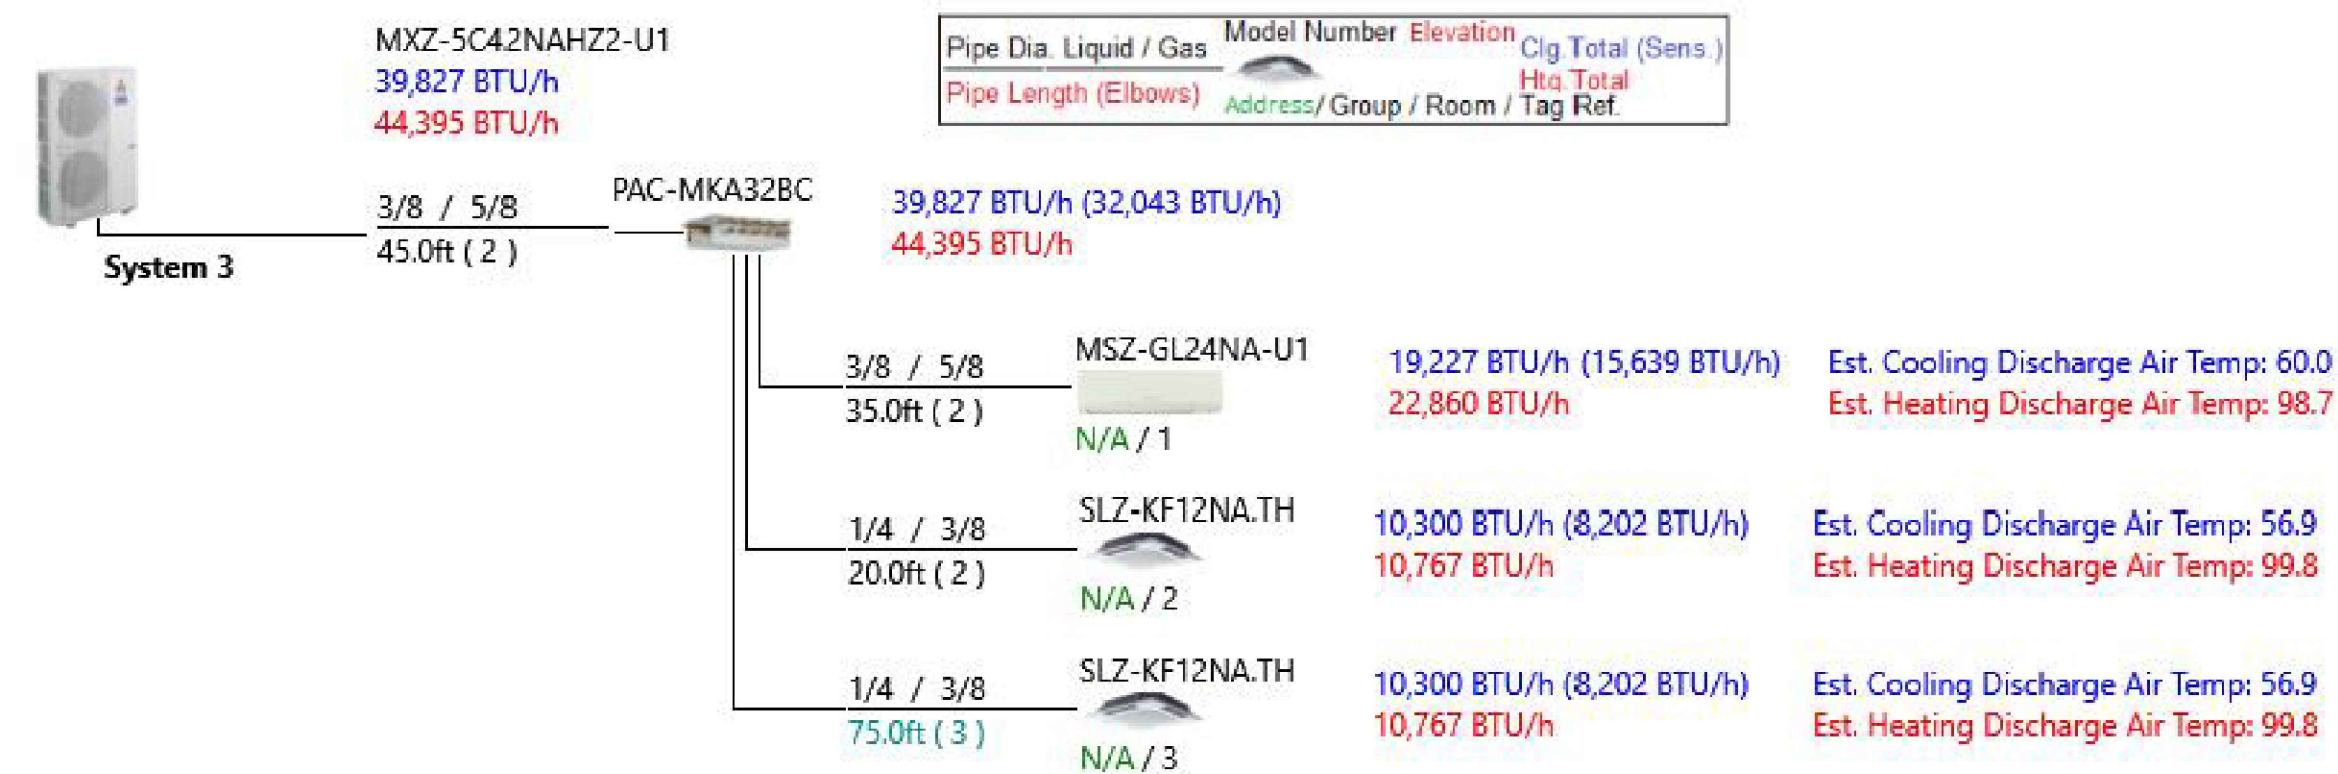 MXZ-5C42NAHZ2-U1
39,827 BTU/h
44,395 BTU/h
Pipe Dia. Liquid / Gas
Pipe Length (Elbows)
Model Number Elevation
Clg.Total (Sens.)
Htg.Total
Address/ Group / Room / Tag Ref.
3/8 / 5/8
45.0ft ( 2 )
System 3
PAC-MKA32BC
39,827 BTU/h (32,043 BTU/h)
44,395 BTU/h
3/8 / 5/8
35.0ft ( 2 )
MSZ-GL24NA-U1
N/A / 1
19,227 BTU/h (15,639 BTU/h)
22,860 BTU/h
Est. Cooling Discharge Air Temp: 60.0
Est. Heating Discharge Air Temp: 98.7
1/4 / 3/8
20.0ft ( 2 )
SLZ-KF12NA.TH
N/A / 2
10,300 BTU/h (8,202 BTU/h)
10,767 BTU/h
Est. Cooling Discharge Air Temp: 56.9
Est. Heating Discharge Air Temp: 99.8
1/4 / 3/8
75.0ft ( 3 )
SLZ-KF12NA.TH
N/A / 3
10,300 BTU/h (8,202 BTU/h)
10,767 BTU/h
Est. Cooling Discharge Air Temp: 56.9
Est. Heating Discharge Air Temp: 99.8